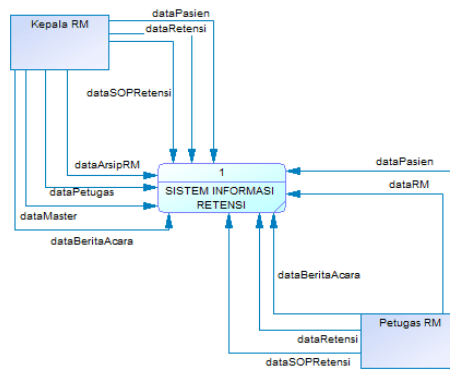 dataPasien
Kepala RM
dataRetensi
dataSOPRetensi
dataArsipRM
dataPetugas
dataMaster
dataBeritaAcara
1
SISTEM INFORMASI
RETENSI
dataPasien
dataRM
dataBeritaAcara
Petugas RM
dataRetensi
dataSOPRetensi